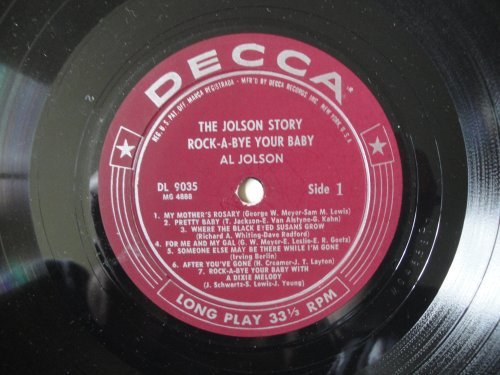 DECCA®
REG. U.S. PAT. OFF. MARCA REGISTRADA - MF'D BY DECCA RECORDS INC. NEW YORK U.S.A.
THE JOLSON STORY
ROCK-A-BYE YOUR BABY
AL JOLSON
DL 9035
MG 4888
Side 1
1. MY MOTHER'S ROSARY (George W. Meyer-Sam M. Lewis)
2. PRETTY BABY (T. Jackson-E. Van Alstyne-G. Kahn)
3. WHERE THE BLACK EYED SUSANS GROW
(Richard A. Whiting-Dave Radford)
4. FOR ME AND MY GAL (G. W. Meyer-E. Leslie-E. R. Goetz)
5. SOMEONE ELSE MAY BE THERE WHILE I'M GONE
(Irving Berlin)
6. AFTER YOU'VE GONE (H. Creamer-J. T. Layton)
7. ROCK-A-BYE YOUR BABY WITH
A DIXIE MELODY
(J. Schwartz-S. Lewis-J. Young)
LONG PLAY 33⅓ RPM